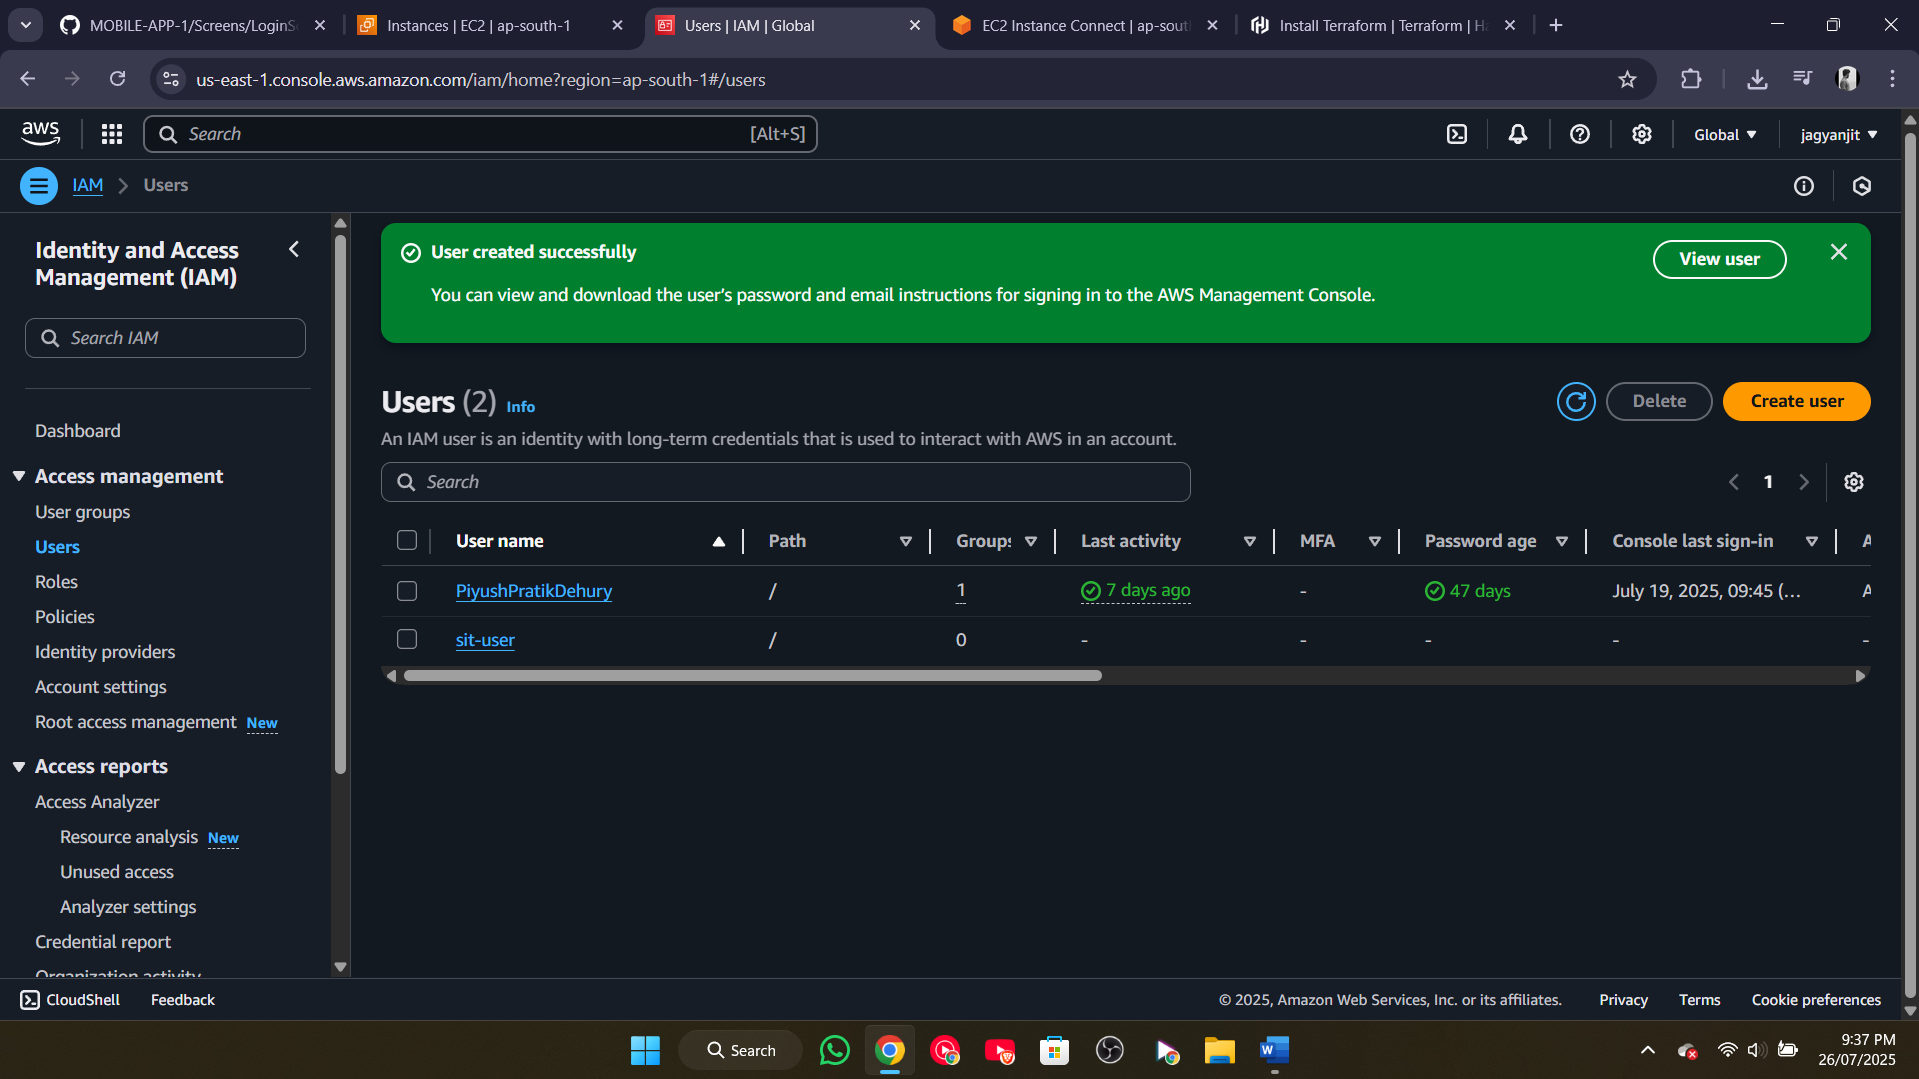 MOBILE-APP-1/Screens/LoginSc
Instances | EC2 | ap-south-1
Users | IAM | Global
EC2 Instance Connect | ap-sout
Install Terraform | Terraform | Ha
us-east-1.console.aws.amazon.com/iam/home?region=ap-south-1#/users
aws
Search
[Alt+S]
Global
jagyanjit
IAM
Users
Identity and Access
Management (IAM)
Search IAM
Dashboard
Access management
User groups
Users
Roles
Policies
Identity providers
Account settings
Root access management New
Access reports
Access Analyzer
Resource analysis New
Unused access
Analyzer settings
Credential report
Organization activity
User created successfully
You can view and download the user's password and email instructions for signing in to the AWS Management Console.
View user
Users (2) Info
Delete
Create user
An IAM user is an identity with long-term credentials that is used to interact with AWS in an account.
Search
1
User name Path Groups Last activity MFA Password age Console last sign-in A
PiyushPratikDehury / 1 7 days ago - 47 days July 19, 2025, 09:45 (... A
sit-user / 0 - - - - -
CloudShell
Feedback
© 2025, Amazon Web Services, Inc. or its affiliates.
Privacy
Terms
Cookie preferences
Search
9:37 PM
26/07/2025